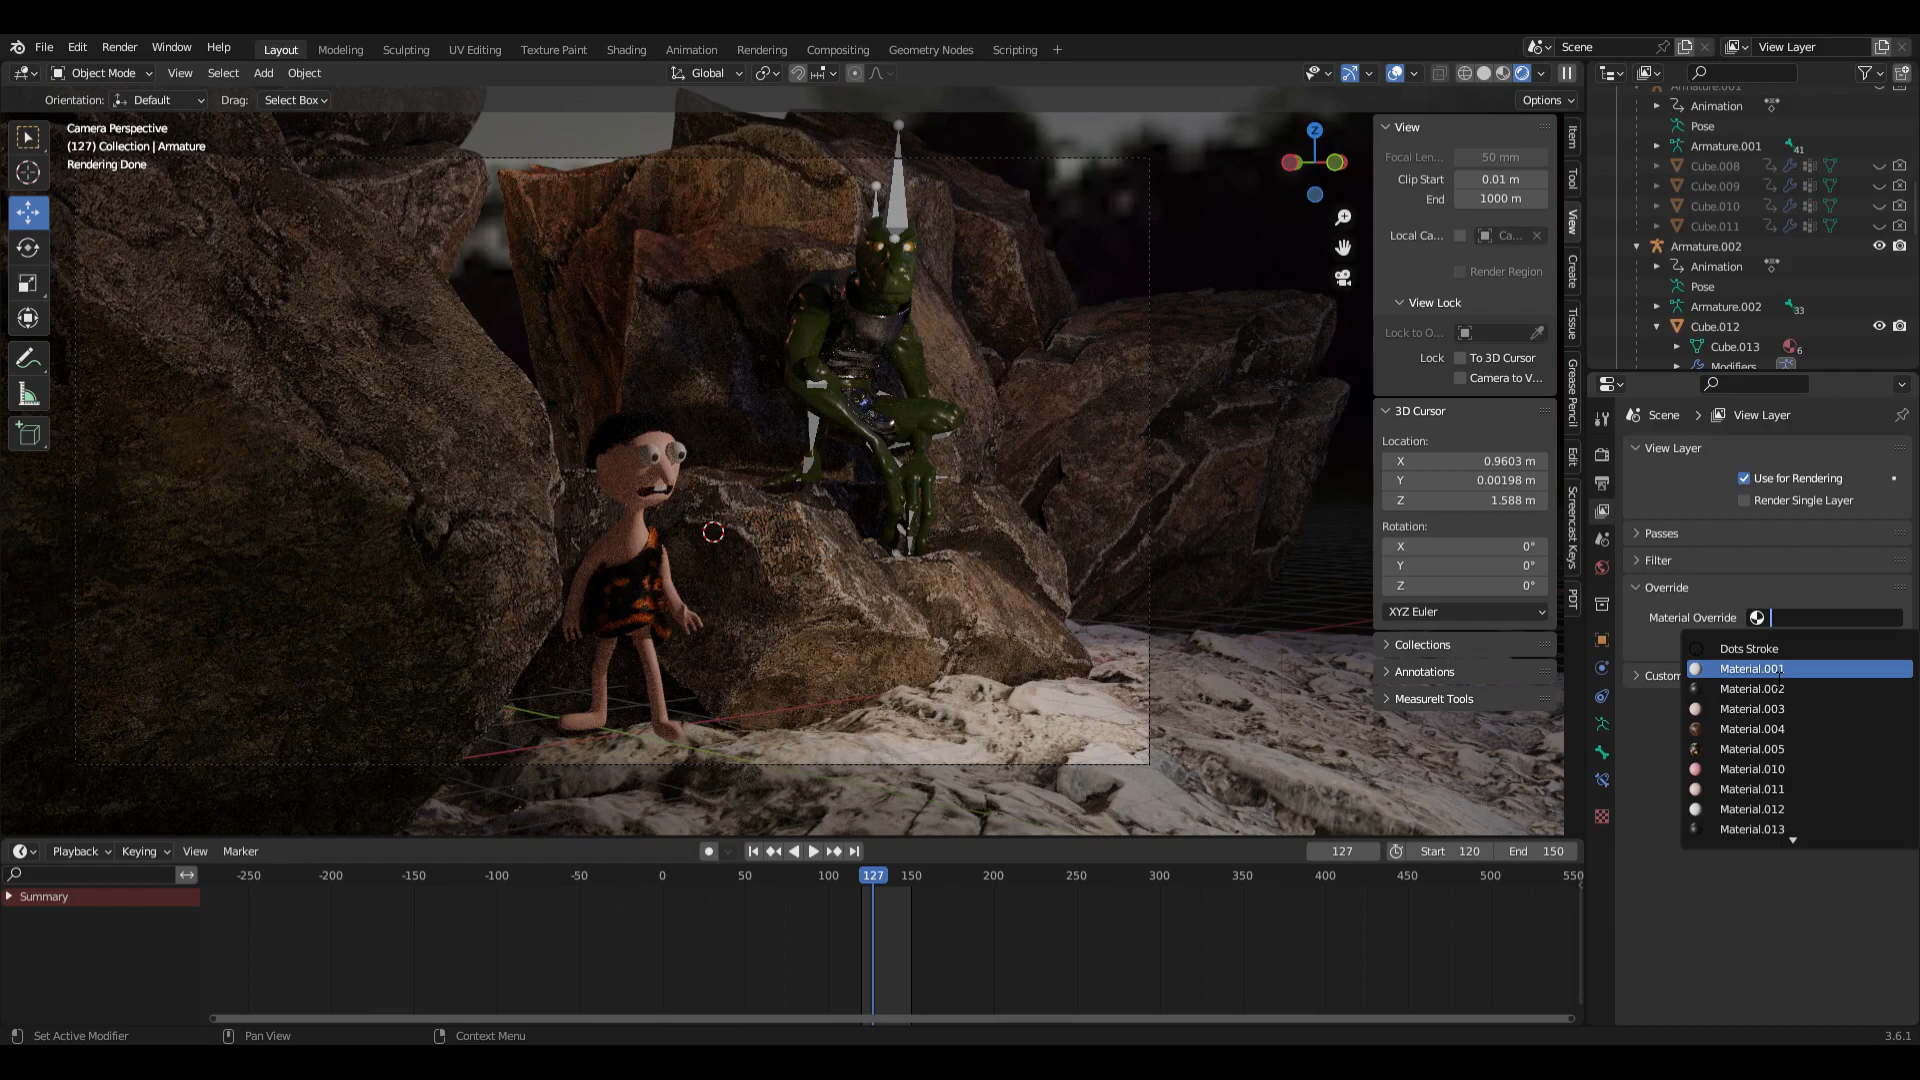 File Edit Render Window Help Layout Modeling Sculpting UV Editing Texture Paint Shading Animation Rendering Compositing Geometry Nodes Scripting + Scene View Layer
Object Mode View Select Add Object Global
Orientation: Default Drag: Select Box Options
Camera Perspective
(127) Collection | Armature
Rendering Done
Z
View
Focal Len... 50 mm
Clip Start 0.01 m
End 1000 m
Local Ca... Ca...
Render Region
View Lock
Lock to O...
Lock To 3D Cursor
Camera to V...
3D Cursor
Location:
X 0.9603 m
Y 0.00198 m
Z 1.588 m
Rotation:
X 0°
Y 0°
Z 0°
XYZ Euler
Collections
Annotations
MeasureIt Tools
Item
Tool
View
Create
Tissue
Grease Pencil
Edit
Screencast Keys
PDT
Armature.001
Animation
Pose
Armature.001 41
Cube.008
Cube.009
Cube.010
Cube.011
Armature.002
Animation
Pose
Armature.002 33
Cube.012
Cube.013 6
Modifiers
Scene > View Layer
View Layer
Use for Rendering
Render Single Layer
Passes
Filter
Override
Material Override
Custom
Dots Stroke
Material.001
Material.002
Material.003
Material.004
Material.005
Material.010
Material.011
Material.012
Material.013
Playback Keying View Marker 127 Start 120 End 150
-250 -200 -150 -100 -50 0 50 100 127 150 200 250 300 350 400 450 500 550
Summary
Set Active Modifier Pan View Context Menu 3.6.1